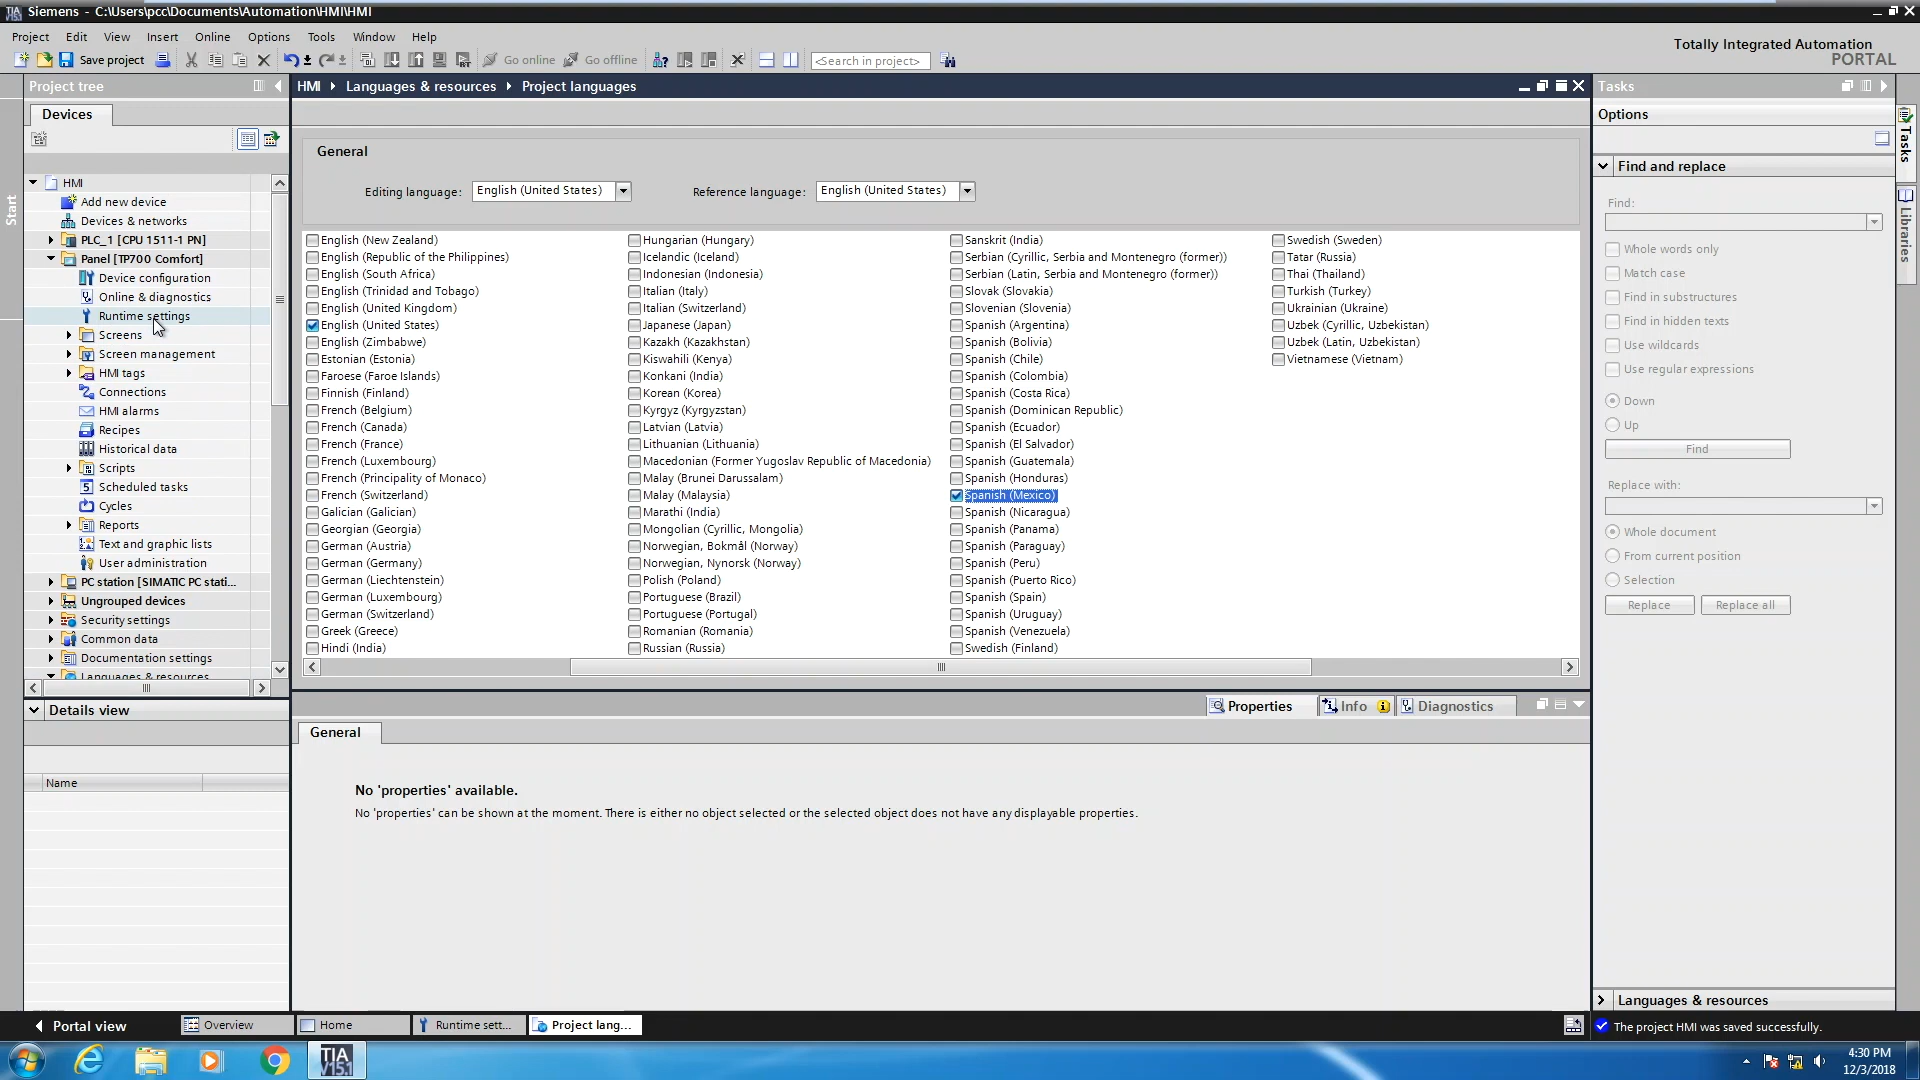 Siemens - C:\Users\pcc\Documents\Automation\HMI\HMI
Project Edit View Insert Online Options Tools Window Help
Totally Integrated Automation
PORTAL
Save project
Go online
Go offline
<Search in project>
Project tree
HMI Languages & resources Project languages
Tasks
Devices
Options
Start
General
Editing language: English (United States)
Reference language: English (United States)
Find and replace
Tasks
Libraries
HMI
Add new device
Devices & networks
PLC_1 [CPU 1511-1 PN]
Panel [TP700 Comfort]
Device configuration
Online & diagnostics
Runtime settings
Screens
Screen management
HMI tags
Connections
HMI alarms
Recipes
Historical data
Scripts
Scheduled tasks
Cycles
Reports
Text and graphic lists
User administration
PC station [SIMATIC PC stati...
Ungrouped devices
Security settings
Common data
Documentation settings
Languages & resources
English (New Zealand)
English (Republic of the Philippines)
English (South Africa)
English (Trinidad and Tobago)
English (United Kingdom)
English (United States)
English (Zimbabwe)
Estonian (Estonia)
Faroese (Faroe Islands)
Finnish (Finland)
French (Belgium)
French (Canada)
French (France)
French (Luxembourg)
French (Principality of Monaco)
French (Switzerland)
Galician (Galician)
Georgian (Georgia)
German (Austria)
German (Germany)
German (Liechtenstein)
German (Luxembourg)
German (Switzerland)
Greek (Greece)
Hindi (India)
Hungarian (Hungary)
Icelandic (Iceland)
Indonesian (Indonesia)
Italian (Italy)
Italian (Switzerland)
Japanese (Japan)
Kazakh (Kazakhstan)
Kiswahili (Kenya)
Konkani (India)
Korean (Korea)
Kyrgyz (Kyrgyzstan)
Latvian (Latvia)
Lithuanian (Lithuania)
Macedonian (Former Yugoslav Republic of Macedonia)
Malay (Brunei Darussalam)
Malay (Malaysia)
Marathi (India)
Mongolian (Cyrillic, Mongolia)
Norwegian, Bokmål (Norway)
Norwegian, Nynorsk (Norway)
Polish (Poland)
Portuguese (Brazil)
Portuguese (Portugal)
Romanian (Romania)
Russian (Russia)
Sanskrit (India)
Serbian (Cyrillic, Serbia and Montenegro (former))
Serbian (Latin, Serbia and Montenegro (former))
Slovak (Slovakia)
Slovenian (Slovenia)
Spanish (Argentina)
Spanish (Bolivia)
Spanish (Chile)
Spanish (Colombia)
Spanish (Costa Rica)
Spanish (Dominican Republic)
Spanish (Ecuador)
Spanish (El Salvador)
Spanish (Guatemala)
Spanish (Honduras)
Spanish (Mexico)
Spanish (Nicaragua)
Spanish (Panama)
Spanish (Paraguay)
Spanish (Peru)
Spanish (Puerto Rico)
Spanish (Spain)
Spanish (Uruguay)
Spanish (Venezuela)
Swedish (Finland)
Swedish (Sweden)
Tatar (Russia)
Thai (Thailand)
Turkish (Turkey)
Ukrainian (Ukraine)
Uzbek (Cyrillic, Uzbekistan)
Uzbek (Latin, Uzbekistan)
Vietnamese (Vietnam)
Find:
Whole words only
Match case
Find in substructures
Find in hidden texts
Use wildcards
Use regular expressions
Down
Up
Find
Replace with:
Whole document
From current position
Selection
Replace
Replace all
Details view
Name
Properties
Info
Diagnostics
General
No 'properties' available.
No 'properties' can be shown at the moment. There is either no object selected or the selected object does not have any displayable properties.
Languages & resources
Portal view
Overview
Home
Runtime sett...
Project lang...
The project HMI was saved successfully.
TIA
V15.1
4:30 PM
12/3/2018